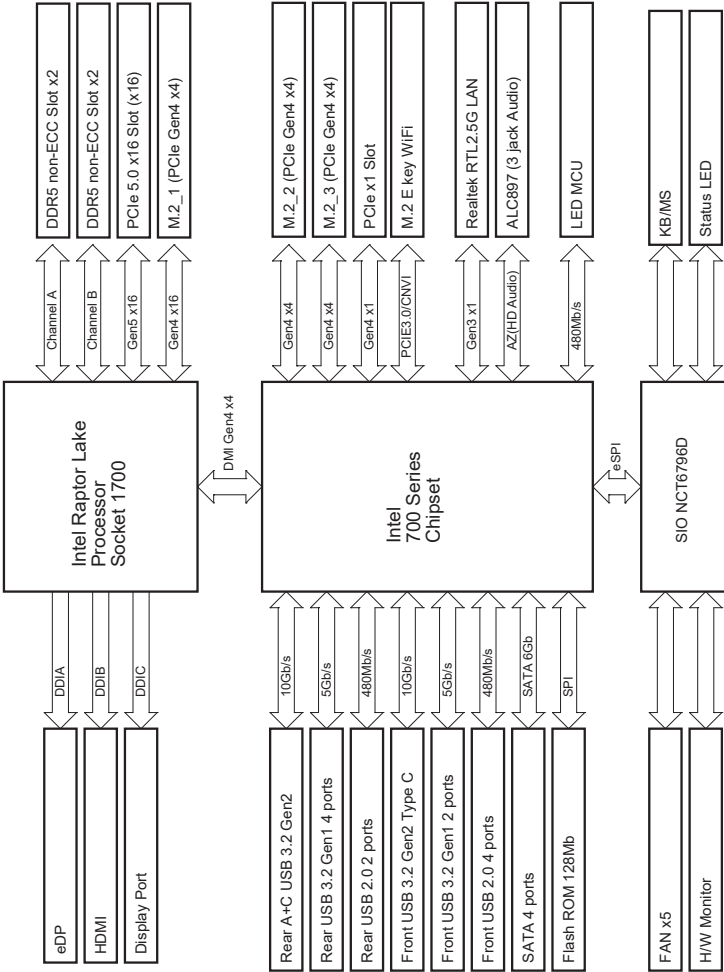 DDR5 non-ECC Slot x2
DDR5 non-ECC Slot x2
PCIe 5.0 x16 Slot (x16)
M.2_1 (PCIe Gen4 x4)
Channel A
Channel B
Gen5 x16
Gen4 x16
Intel Raptor Lake
Processor
Socket 1700
DDIA
DDIB
DDIC
eDP
HDMI
Display Port
DMI Gen4 x4
M.2_2 (PCIe Gen4 x4)
M.2_3 (PCIe Gen4 x4)
PCIe x1 Slot
M.2 E key WiFi
Realtek RTL2.5G LAN
ALC897 (3 jack Audio)
LED MCU
Gen4 x4
Gen4 x4
Gen4 x1
PCIE3.0/CNVI
Gen3 x1
AZ(HD Audio)
480Mb/s
Intel
700 Series
Chipset
10Gb/s
5Gb/s
480Mb/s
10Gb/s
5Gb/s
480Mb/s
SATA 6Gb
SPI
Rear A+C USB 3.2 Gen2
Rear USB 3.2 Gen1 4 ports
Rear USB 2.0 2 ports
Front USB 3.2 Gen2 Type C
Front USB 3.2 Gen1 2 ports
Front USB 2.0 4 ports
SATA 4 ports
Flash ROM 128Mb
eSPI
KB/MS
Status LED
SIO NCT6796D
FAN x5
H/W Monitor